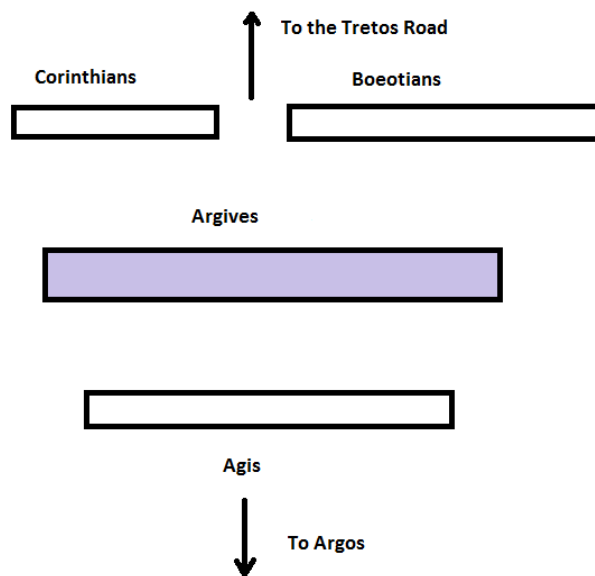 To the Tretos Road
Corinthians
Boeotians
Argives
Agis
To Argos